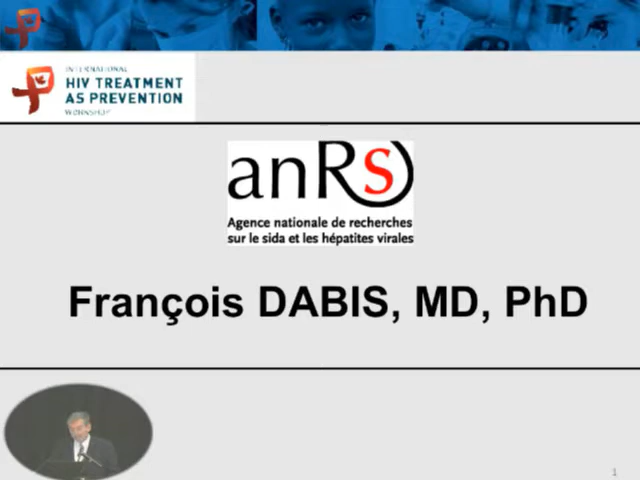 INTERNATIONAL
HIV TREATMENT
AS PREVENTION
WORKSHOP
anRs
Agence nationale de recherches
sur le sida et les hépatites virales
François DABIS, MD, PhD
1